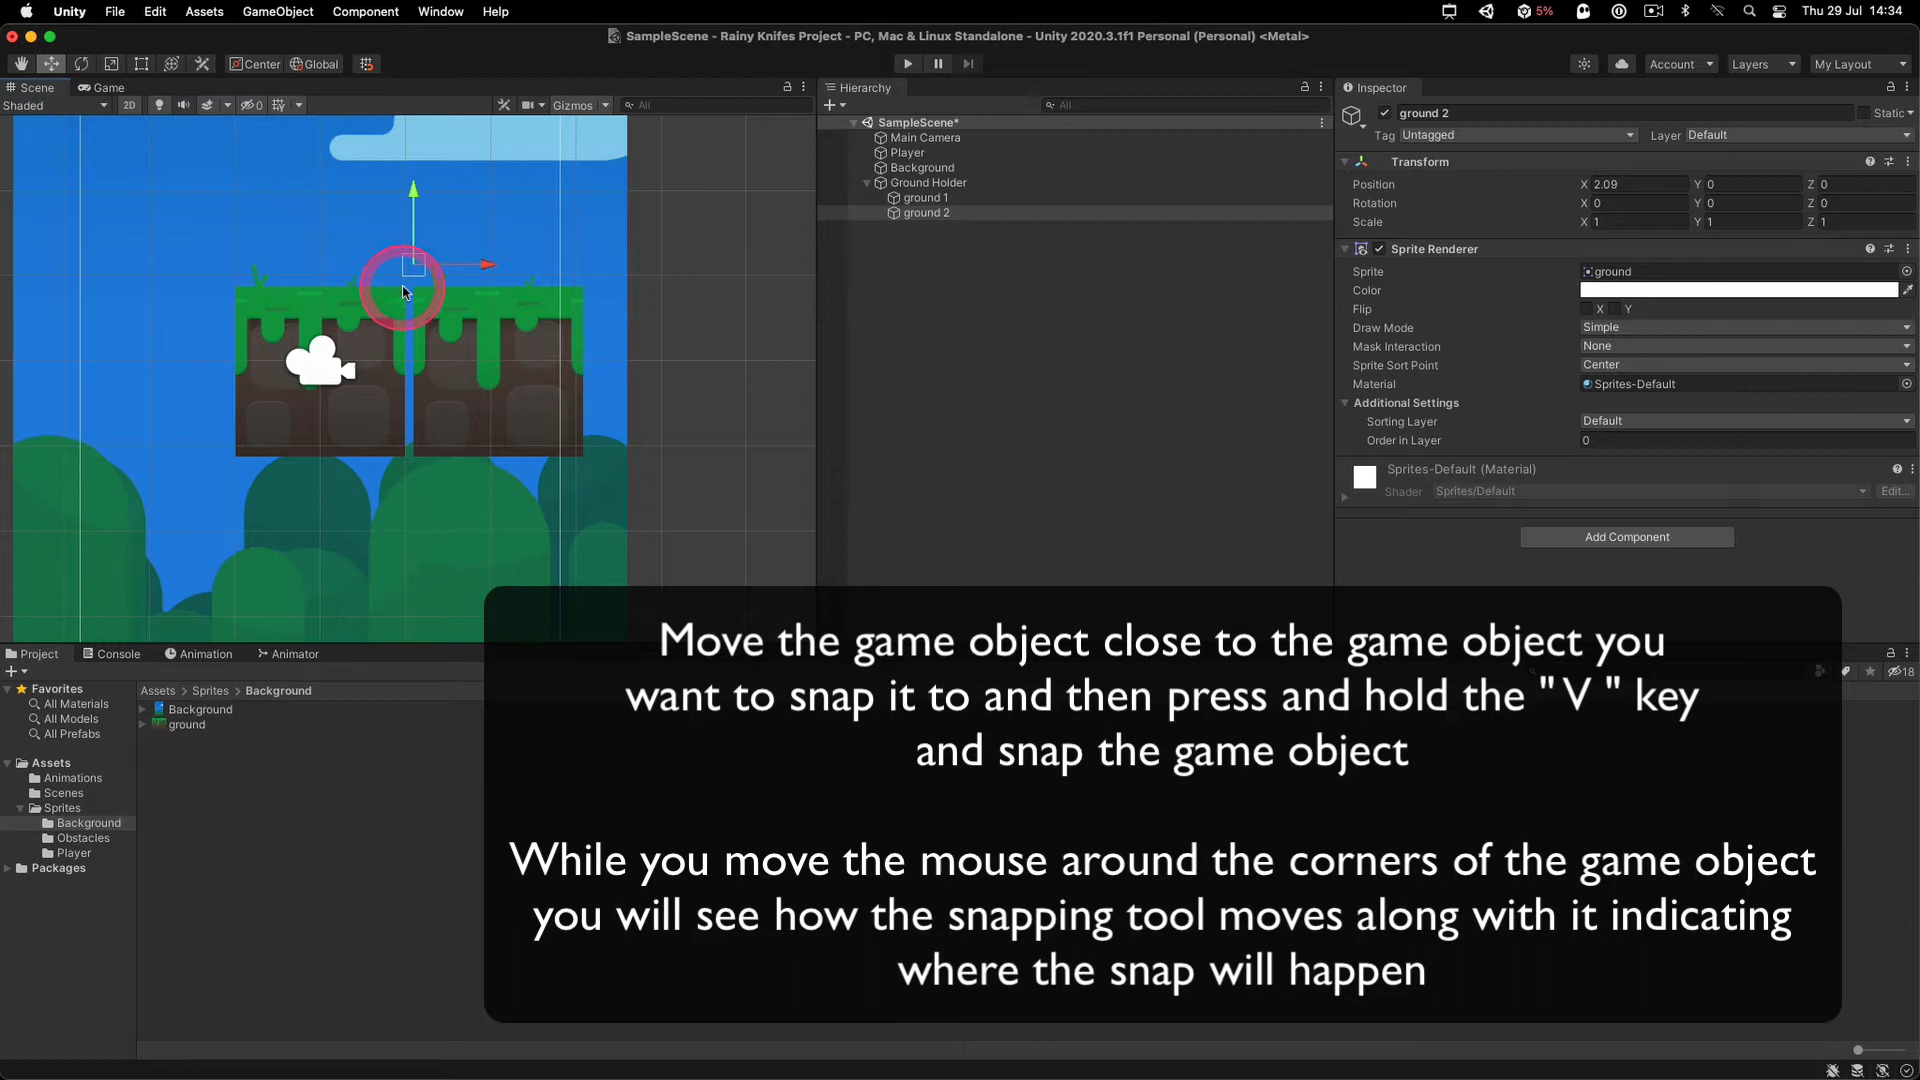 Unity File Edit Assets GameObject Component Window Help
5% Thu 29 Jul 14:34
SampleScene - Rainy Knifes Project - PC, Mac & Linux Standalone - Unity 2020.3.1f1 Personal (Personal) <Metal>
Center Global Account Layers My Layout
Scene Game
Shaded 2D 0 Gizmos All
Hierarchy
All
SampleScene*
Main Camera
Player
Background
Ground Holder
ground 1
ground 2
Inspector
ground 2 Static
Tag Untagged Layer Default
Transform
Position X 2.09 Y 0 Z 0
Rotation X 0 Y 0 Z 0
Scale X 1 Y 1 Z 1
Sprite Renderer
Sprite ground
Color
Flip X Y
Draw Mode Simple
Mask Interaction None
Sprite Sort Point Center
Material Sprites-Default
Additional Settings
Sorting Layer Default
Order in Layer 0
Sprites-Default (Material)
Shader Sprites/Default Edit...
Add Component
Project Console Animation Animator
18
Favorites
All Materials
All Models
All Prefabs
Assets
Animations
Scenes
Sprites
Background
Obstacles
Player
Packages
Assets > Sprites > Background
Background
ground
Move the game object close to the game object you
want to snap it to and then press and hold the "V " key
and snap the game object
While you move the mouse around the corners of the game object
you will see how the snapping tool moves along with it indicating
where the snap will happen